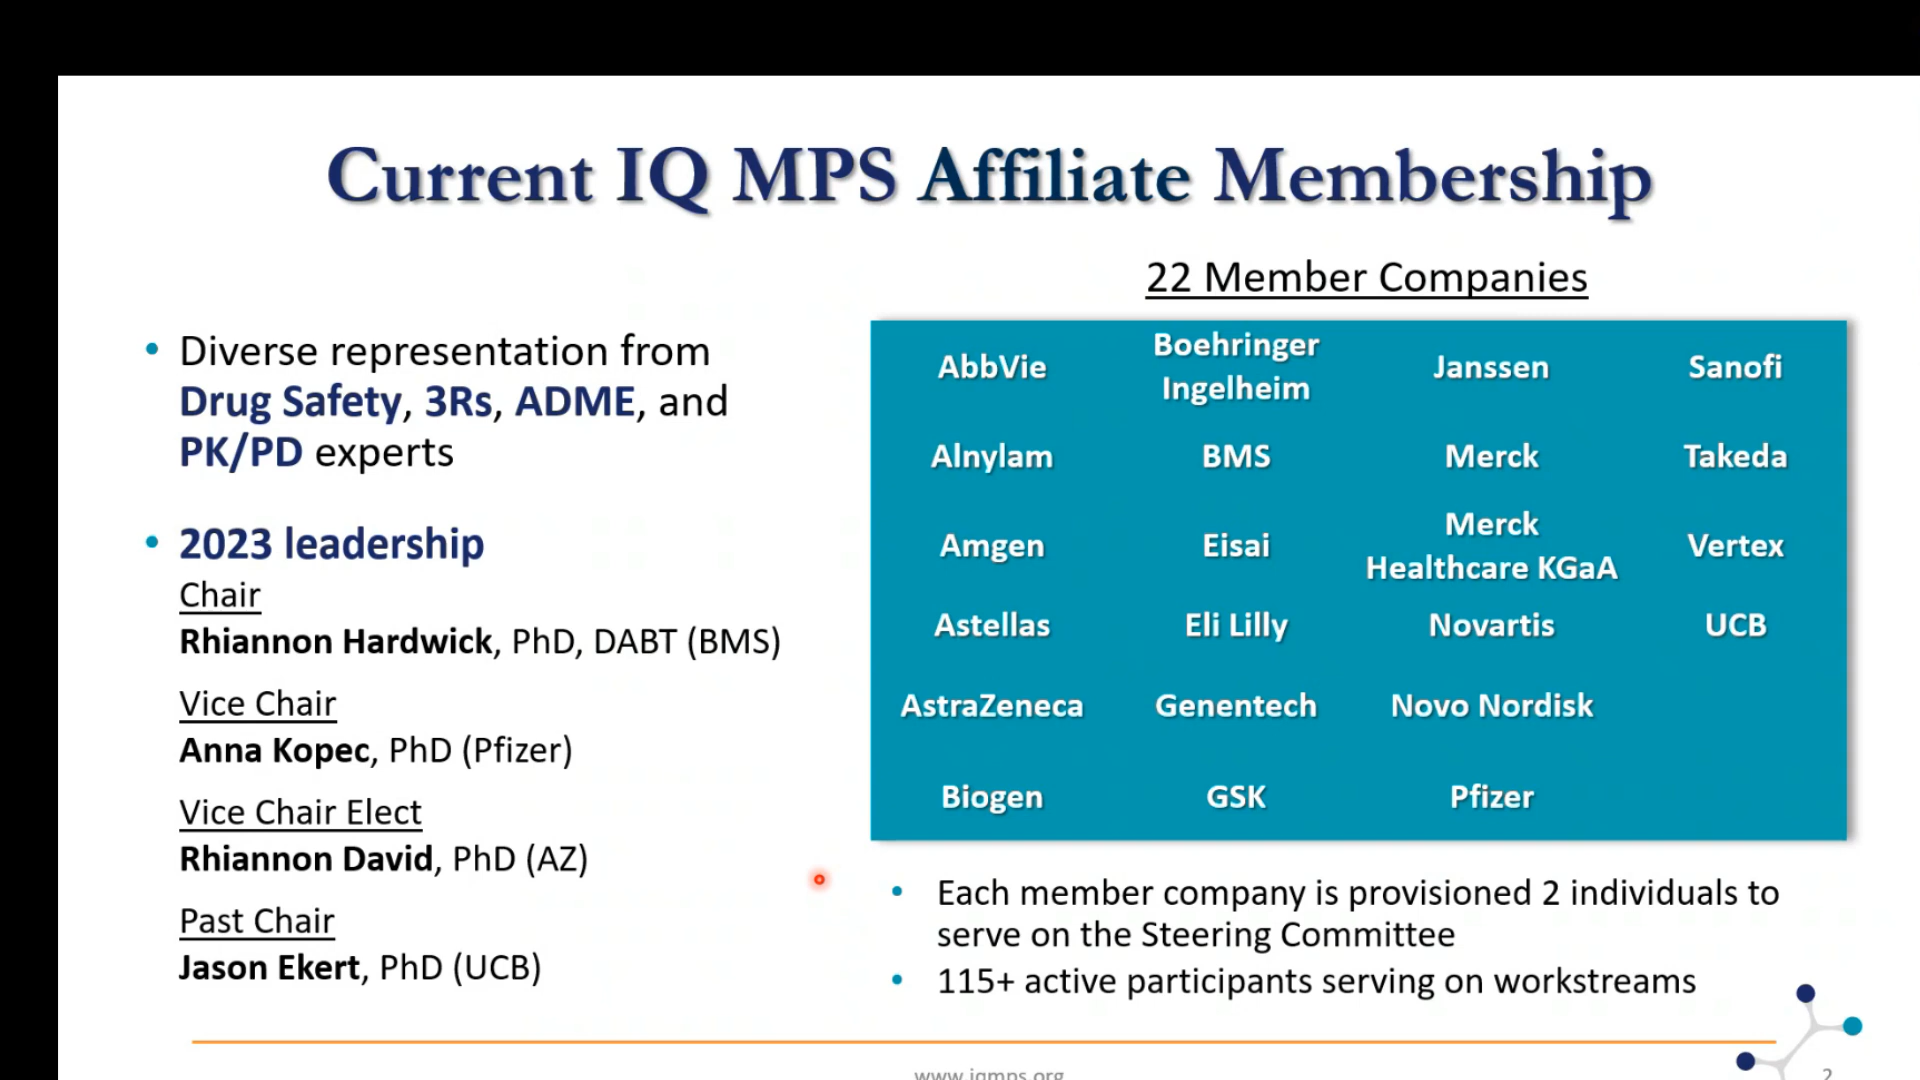 Current IQ MPS Affiliate Membership
• Diverse representation from
Drug Safety, 3Rs, ADME, and
PK/PD experts
• 2023 leadership
Chair
Rhiannon Hardwick, PhD, DABT (BMS)
Vice Chair
Anna Kopec, PhD (Pfizer)
Vice Chair Elect
Rhiannon David, PhD (AZ)
Past Chair
Jason Ekert, PhD (UCB)
22 Member Companies
AbbVie
Boehringer
Ingelheim
Janssen
Sanofi
Alnylam
BMS
Merck
Takeda
Amgen
Eisai
Merck
Healthcare KGaA
Vertex
Astellas
Eli Lilly
Novartis
UCB
AstraZeneca
Genentech
Novo Nordisk
Biogen
GSK
Pfizer
• Each member company is provisioned 2 individuals to
serve on the Steering Committee
• 115+ active participants serving on workstreams
www.iqmps.org
2